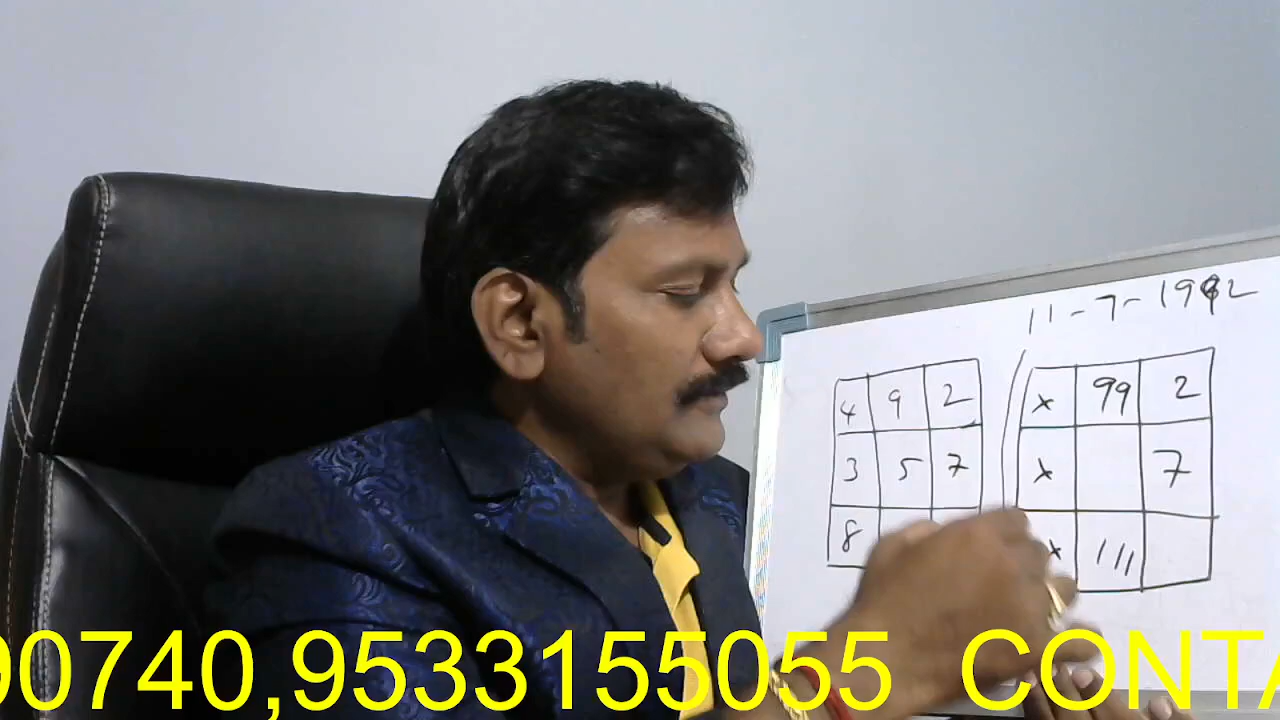 11-7-1992
4 9 2
3 5 7
8
x 99 2
x 7
x 111
90740,9533155055 CONTA